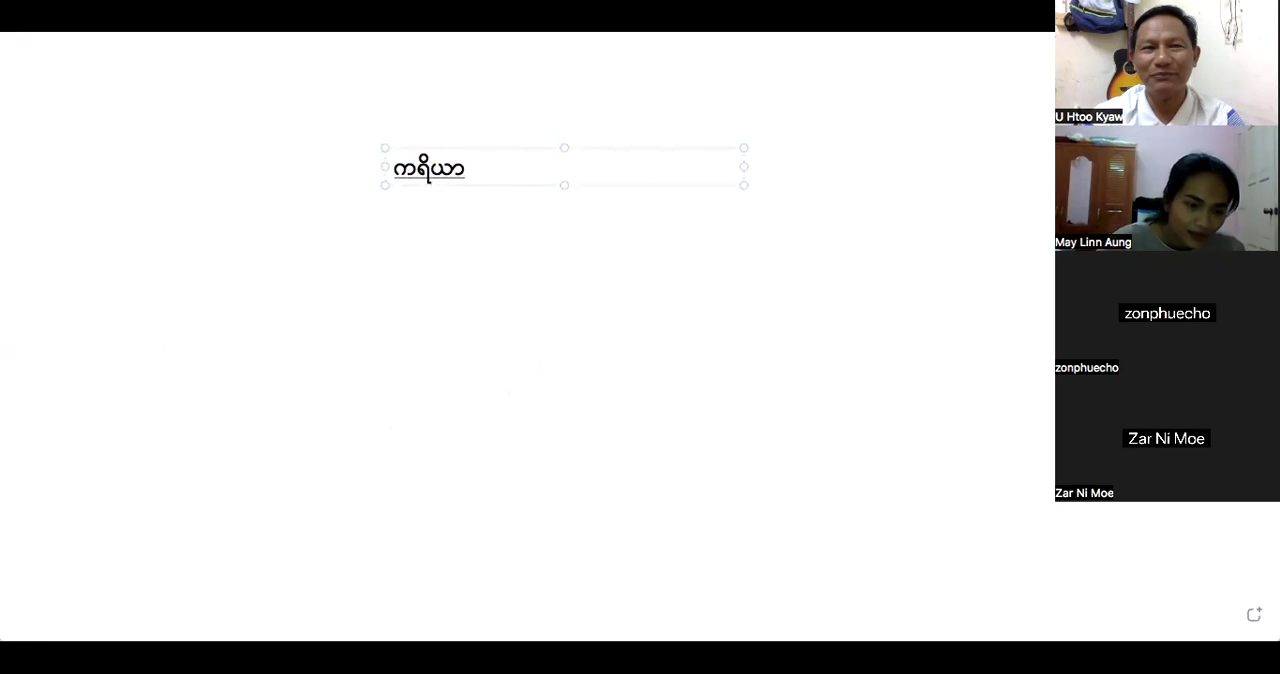 ကရိယာ
U Htoo Kyaw
May Linn Aung
zonphuecho
zonphuecho
Zar Ni Moe
Zar Ni Moe